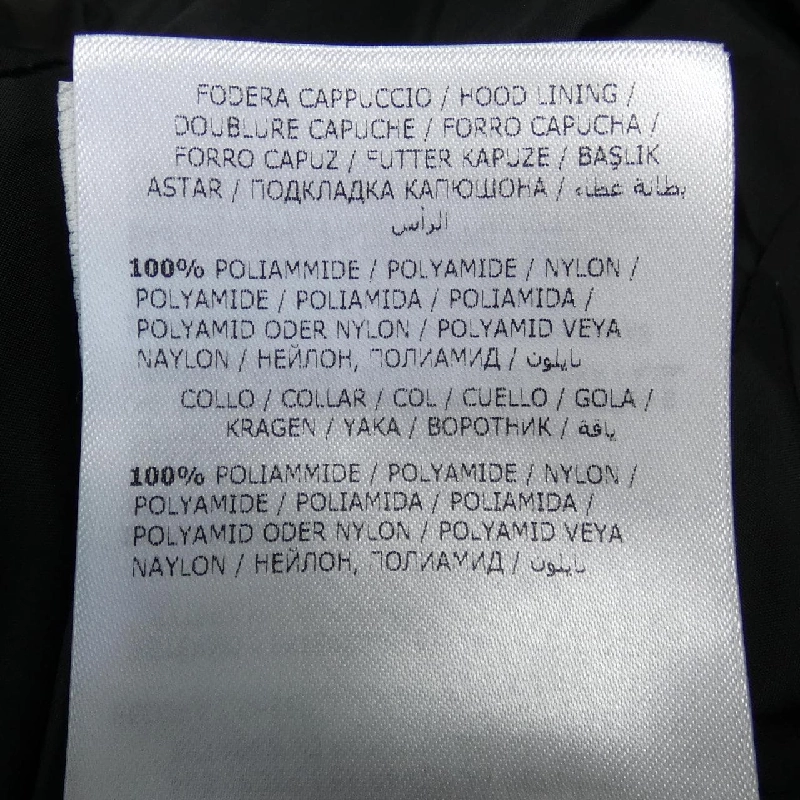 FODERA CAPPUCCIO / HOOD LINING /
DOUBLURE CAPUCHE / FORRO CAPUCHA /
FORRO CAPUZ / FUTTER KAPUZE / BAŞLIK
ASTAR / ПОДКЛАДКА КАПЮШОНА / بطانة غطاء
الرأس
100% POLIAMMIDE / POLYAMIDE / NYLON /
POLYAMIDE / POLIAMIDA / POLIAMIDA /
POLYAMID ODER NYLON / POLYAMID VEYA
NAYLON / НЕЙЛОН, ПОЛИАМИД / نايلون
COLLO / COLLAR / COL / CUELLO / GOLA /
KRAGEN / YAKA / ВОРОТНИК / ياقة
100% POLIAMMIDE / POLYAMIDE / NYLON /
POLYAMIDE / POLIAMIDA / POLIAMIDA /
POLYAMID ODER NYLON / POLYAMID VEYA
NAYLON / НЕЙЛОН, ПОЛИАМИД / نايلون